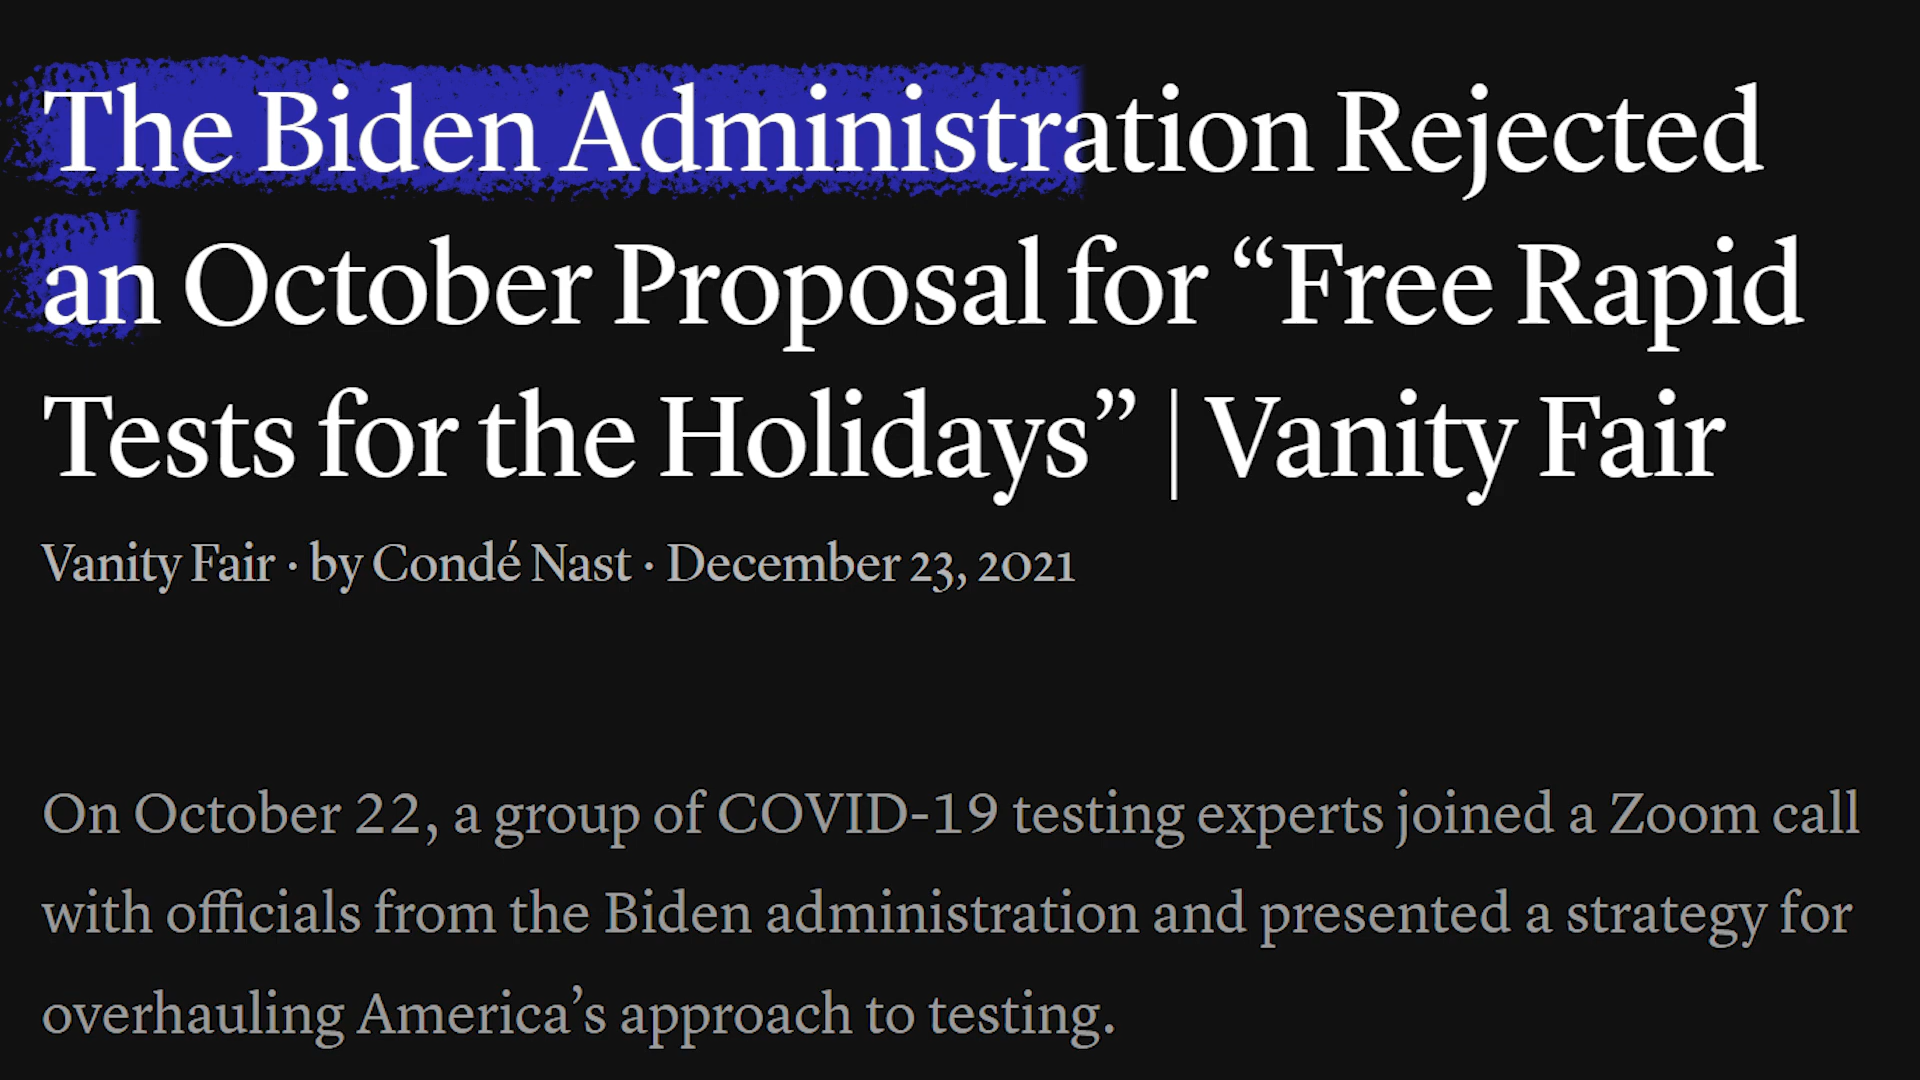 The Biden Administration Rejected
an October Proposal for “Free Rapid
Tests for the Holidays” | Vanity Fair
Vanity Fair · by Condé Nast · December 23, 2021
On October 22, a group of COVID-19 testing experts joined a Zoom call
with officials from the Biden administration and presented a strategy for
overhauling America’s approach to testing.